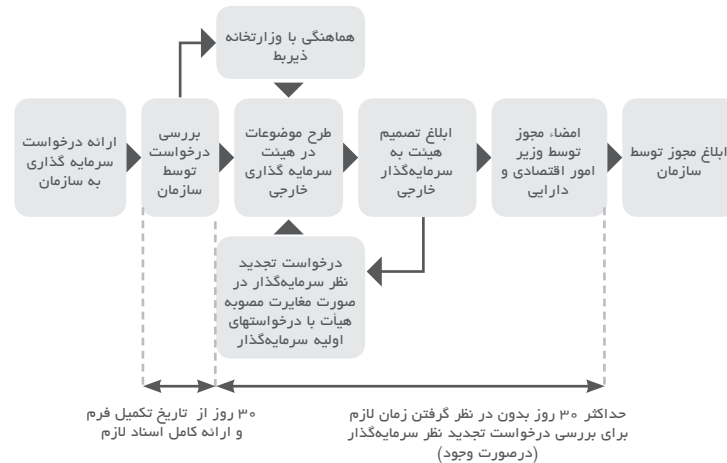 هماهنگی با وزارتخانه
ذیربط
ارائه درخواست
سرمایه گذاری
به سازمان
بررسی
درخواست
توسط
سازمان
طرح موضوعات
در هیئت
سرمایه گذاری
خارجی
ابلاغ تصمیم
هیئت به
سرمایه‌گذار
خارجی
امضاء مجوز
توسط وزیر
امور اقتصادی و
دارایی
ابلاغ مجوز توسط
سازمان
درخواست تجدید
نظر سرمایه‌گذار در
صورت مغایرت مصوبه
هیأت با درخواستهای
اولیه سرمایه‌گذار
۳۰ روز از تاریخ تکمیل فرم
و ارائه کامل اسناد لازم
حداکثر ۳۰ روز بدون در نظر گرفتن زمان لازم
برای بررسی درخواست تجدید نظر سرمایه‌گذار
(درصورت وجود)